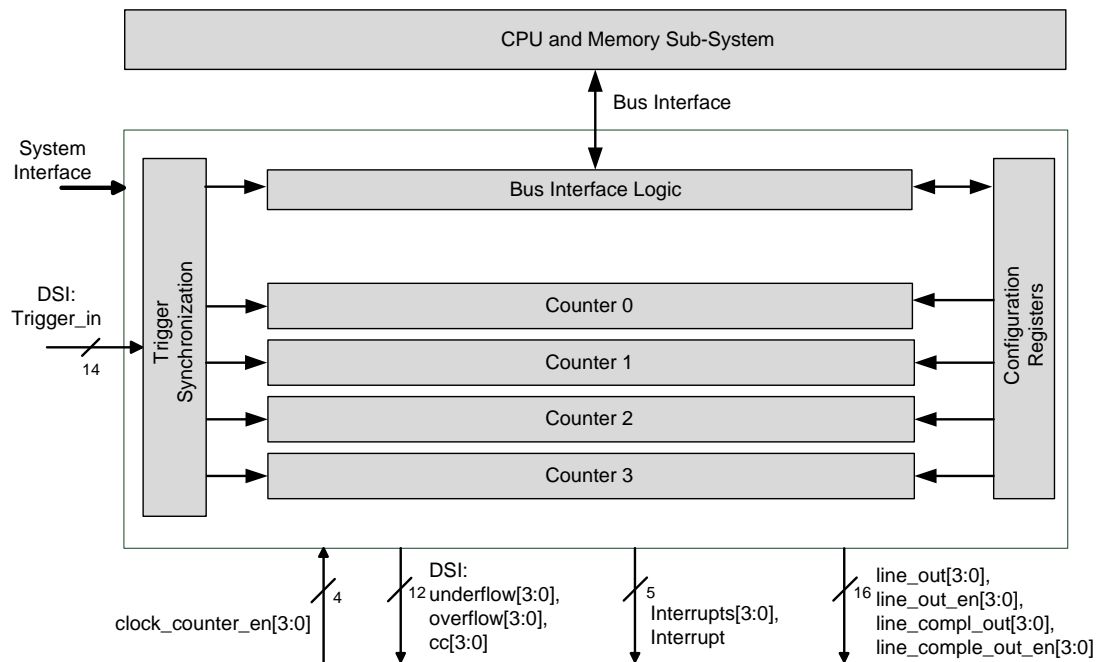 CPU and Memory Sub-System
Bus Interface
System
Interface
Bus Interface Logic
Trigger
Synchronization
Configuration
Registers
DSI:
Trigger_in
14
Counter 0
Counter 1
Counter 2
Counter 3
clock_counter_en[3:0]
4
12
DSI:
underflow[3:0],
overflow[3:0],
cc[3:0]
5
Interrupts[3:0],
Interrupt
16
line_out[3:0],
line_out_en[3:0],
line_compl_out[3:0],
line_comple_out_en[3:0]